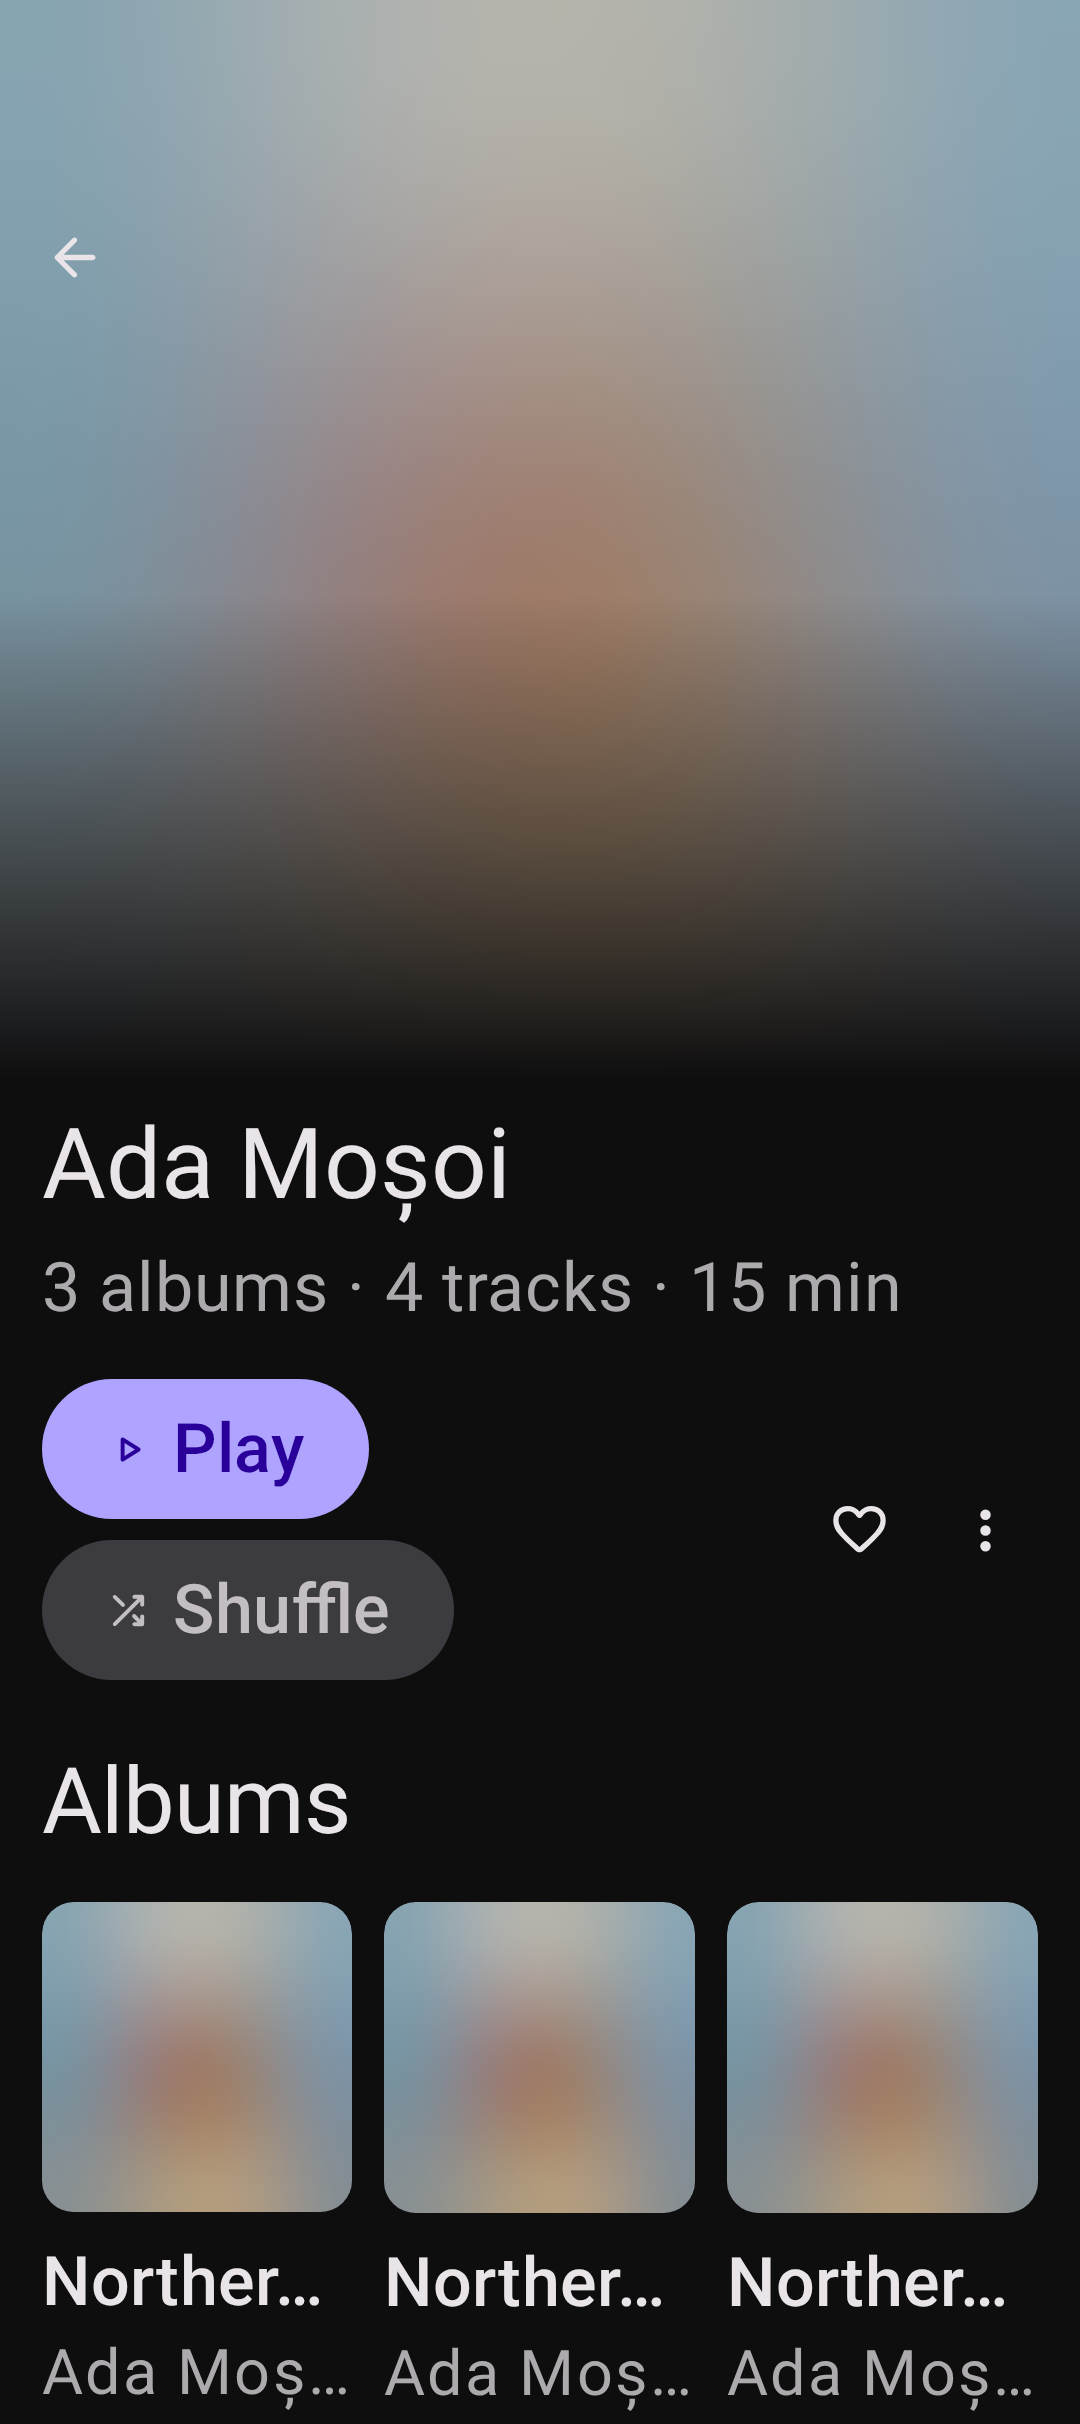 Ada Moșoi
3 albums · 4 tracks · 15 min
Play
Shuffle
Albums
Norther…
Norther…
Norther…
Ada Moș…
Ada Moș…
Ada Moș…